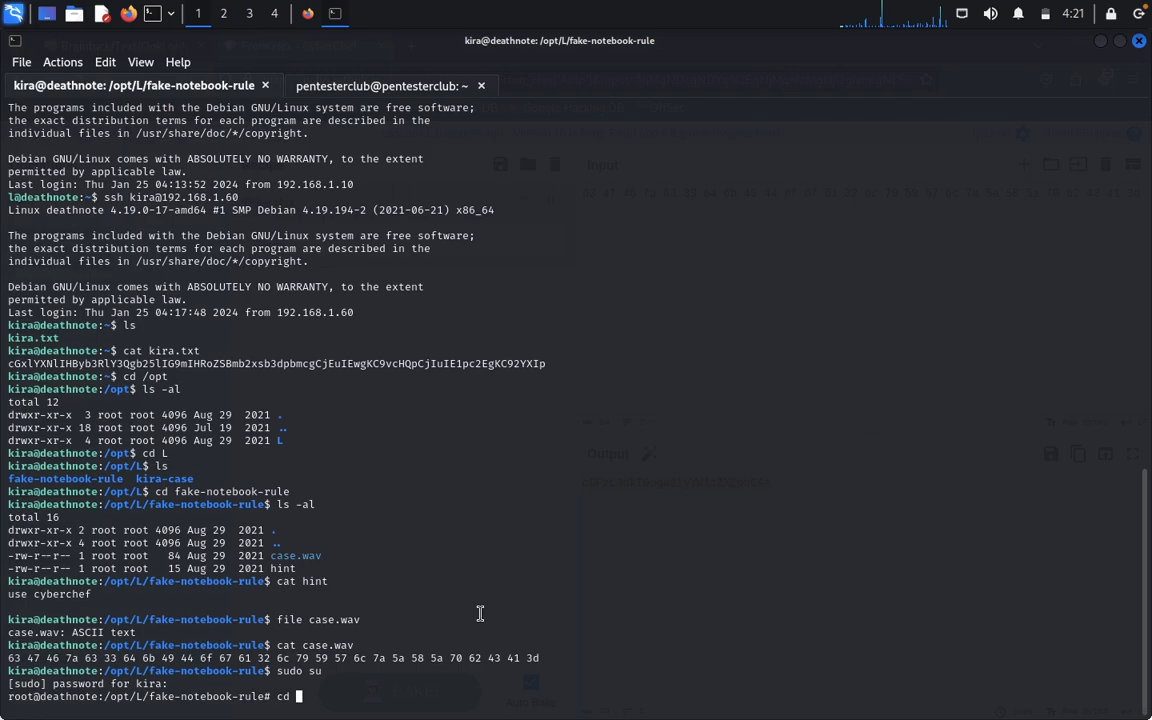 1 2 3 4 4:21
kira@deathnote: /opt/L/fake-notebook-rule
File Actions Edit View Help
kira@deathnote: /opt/L/fake-notebook-rule × pentesterclub@pentesterclub: ~ ×
The programs included with the Debian GNU/Linux system are free software;
the exact distribution terms for each program are described in the
individual files in /usr/share/doc/*/copyright.
Debian GNU/Linux comes with ABSOLUTELY NO WARRANTY, to the extent
permitted by applicable law.
Last login: Thu Jan 25 04:13:52 2024 from 192.168.1.10
l@deathnote:~$ ssh kira@192.168.1.60
Linux deathnote 4.19.0-17-amd64 #1 SMP Debian 4.19.194-2 (2021-06-21) x86_64
The programs included with the Debian GNU/Linux system are free software;
the exact distribution terms for each program are described in the
individual files in /usr/share/doc/*/copyright.
Debian GNU/Linux comes with ABSOLUTELY NO WARRANTY, to the extent
permitted by applicable law.
Last login: Thu Jan 25 04:17:48 2024 from 192.168.1.60
kira@deathnote:~$ ls
kira.txt
kira@deathnote:~$ cat kira.txt
cGxlYXNlIHByb3RlY3Qgb25lIG9mIHRoZSBmb2xsb3dpbmcgCjEuIEwgKC9vcHQpCjIuIE1pc2EgKC92YXIp
kira@deathnote:~$ cd /opt
kira@deathnote:/opt$ ls -al
total 12
drwxr-xr-x 3 root root 4096 Aug 29 2021 .
drwxr-xr-x 18 root root 4096 Jul 19 2021 ..
drwxr-xr-x 4 root root 4096 Aug 29 2021 L
kira@deathnote:/opt$ cd L
kira@deathnote:/opt/L$ ls
fake-notebook-rule kira-case
kira@deathnote:/opt/L$ cd fake-notebook-rule
kira@deathnote:/opt/L/fake-notebook-rule$ ls -al
total 16
drwxr-xr-x 2 root root 4096 Aug 29 2021 .
drwxr-xr-x 4 root root 4096 Aug 29 2021 ..
-rw-r--r-- 1 root root 84 Aug 29 2021 case.wav
-rw-r--r-- 1 root root 15 Aug 29 2021 hint
kira@deathnote:/opt/L/fake-notebook-rule$ cat hint
use cyberchef
kira@deathnote:/opt/L/fake-notebook-rule$ file case.wav
case.wav: ASCII text
kira@deathnote:/opt/L/fake-notebook-rule$ cat case.wav
63 47 46 7a 63 33 64 6b 49 44 6f 67 61 32 6c 79 59 57 6c 7a 5a 58 5a 70 62 43 41 3d
kira@deathnote:/opt/L/fake-notebook-rule$ sudo su
[sudo] password for kira:
root@deathnote:/opt/L/fake-notebook-rule# cd
Input
Output